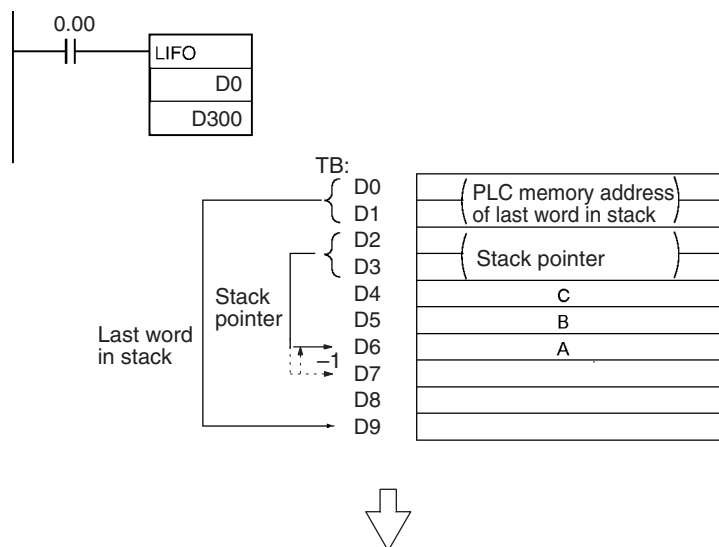 0.00
LIFO
D0
D300
TB:
D0
D1
D2
D3
D4
D5
D6
D7
D8
D9
(PLC memory address
of last word in stack)
(Stack pointer)
C
B
A
Stack
pointer
−1
Last word
in stack